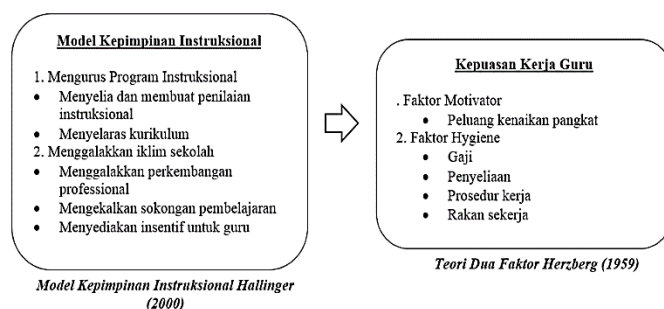 Model Kepimpinan Instruksional
1. Mengurus Program Instruksional
• Menyelia dan membuat penilaian
instruksional
• Menyelaras kurikulum
2. Menggalakkan iklim sekolah
• Menggalakkan perkembangan
professional
• Mengekalkan sokongan pembelajaran
• Menyediakan insentif untuk guru
Model Kepimpinan Instruksional Hallinger
(2000)
Kepuasan Kerja Guru
. Faktor Motivator
• Peluang kenaikan pangkat
2. Faktor Hygiene
• Gaji
• Penyeliaan
• Prosedur kerja
• Rakan sekerja
Teori Dua Faktor Herzberg (1959)